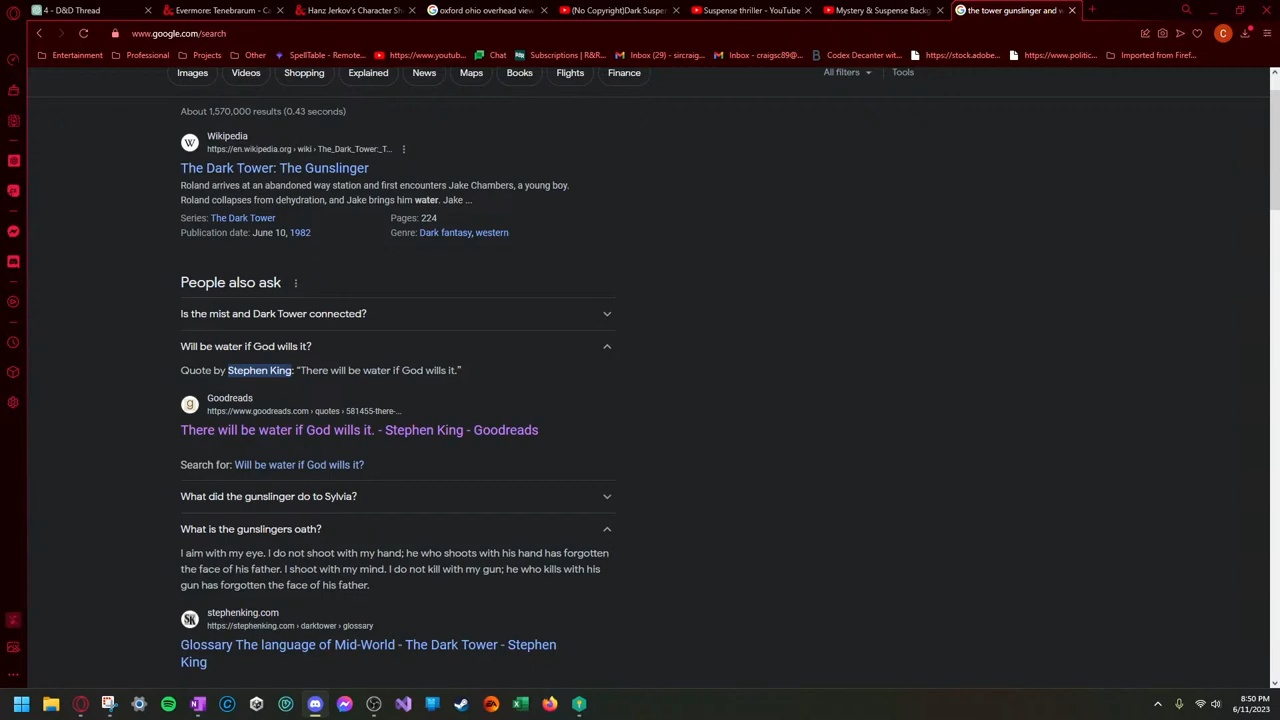 4 - D&D Thread
Evermore: Tenebrarum - Ca
Hanz Jerkov's Character Sh
oxford ohio overhead view
(No Copyright)Dark Suspen
Suspense thriller - YouTube
Mystery & Suspense Backg
the tower gunslinger and w
www.google.com/search
Entertainment
Professional
Projects
Other
SpellTable - Remote...
https://www.youtub...
Chat
Subscriptions | R&R...
Inbox (29) - sircraig...
Inbox - craigsc89@...
Codex Decanter wit...
https://stock.adobe...
https://www.politic...
Imported from Firef...
Images
Videos
Shopping
Explained
News
Maps
Books
Flights
Finance
All filters
Tools
About 1,570,000 results (0.43 seconds)
W
Wikipedia
https://en.wikipedia.org › wiki › The_Dark_Tower:_T...
The Dark Tower: The Gunslinger
Roland arrives at an abandoned way station and first encounters Jake Chambers, a young boy.
Roland collapses from dehydration, and Jake brings him water. Jake ...
Series: The Dark Tower
Pages: 224
Publication date: June 10, 1982
Genre: Dark fantasy, western
People also ask
Is the mist and Dark Tower connected?
Will be water if God wills it?
Quote by Stephen King: “There will be water if God wills it.”
g
Goodreads
https://www.goodreads.com › quotes › 581455-there-...
There will be water if God wills it. - Stephen King - Goodreads
Search for: Will be water if God wills it?
What did the gunslinger do to Sylvia?
What is the gunslingers oath?
I aim with my eye. I do not shoot with my hand; he who shoots with his hand has forgotten
the face of his father. I shoot with my mind. I do not kill with my gun; he who kills with his
gun has forgotten the face of his father.
SK
stephenking.com
https://stephenking.com › darktower › glossary
Glossary The language of Mid-World - The Dark Tower - Stephen
King
8:50 PM
6/11/2023